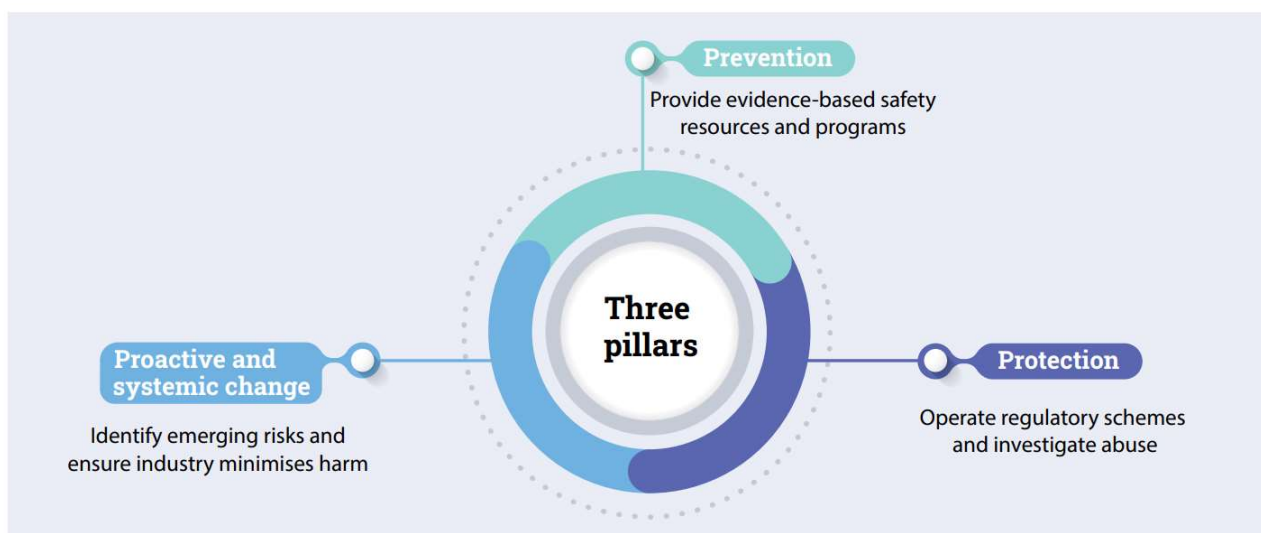 Prevention
Provide evidence-based safety
resources and programs
Three
pillars
Proactive and
systemic change
Identify emerging risks and
ensure industry minimises harm
Protection
Operate regulatory schemes
and investigate abuse